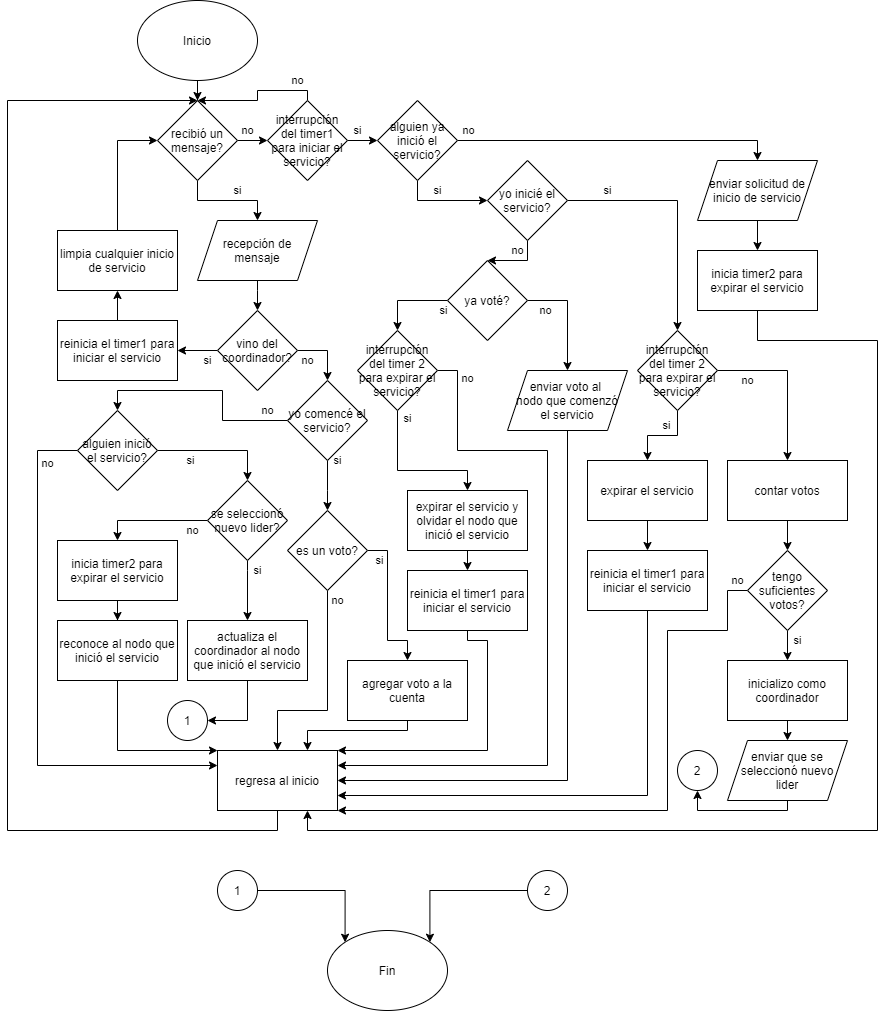 Inicio
no
recibió un
mensaje?
no
interrupción
del timer1
para iniciar el
servicio?
si
alguien ya
inició el
servicio?
no
si
si
yo inicié el
servicio?
si
enviar solicitud de
inicio de servicio
limpia cualquier inicio
de servicio
recepción de
mensaje
no
inicia timer2 para
expirar el servicio
ya voté?
si
no
reinicia el timer1 para
iniciar el servicio
si
vino del
coordinador?
no
interrupción
del timer 2
para expirar el
servicio?
no
interrupción
del timer 2
para expirar el
servicio?
no
enviar voto al
nodo que comenzó
el servicio
no
yo comencé el
servicio?
si
si
alguien inició
el servicio?
no
si
si
expirar el servicio
contar votos
se seleccionó
nuevo lider?
no
expirar el servicio y
olvidar el nodo que
inició el servicio
es un voto?
si
inicia timer2 para
expirar el servicio
si
no
reinicia el timer1 para
iniciar el servicio
reinicia el timer1 para
iniciar el servicio
no
tengo
suficientes
votos?
si
reconoce al nodo que
inició el servicio
actualiza el
coordinador al nodo
que inició el servicio
agregar voto a la
cuenta
inicializo como
coordinador
1
regresa al inicio
2
enviar que se
seleccionó nuevo
lider
1
2
Fin